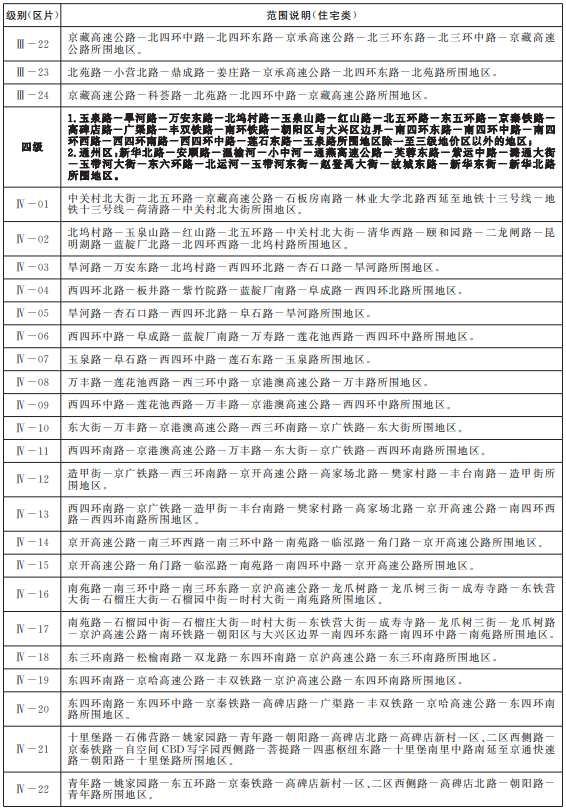 级别(区片) 范围说明(住宅类)
Ⅲ－22 京藏高速公路－北四环中路－北四环东路－京承高速公路－北三环东路－北三环中路－京藏高速
公路所围地区。
Ⅲ－23 北苑路－小营北路－鼎成路－姜庄路－京承高速公路－北四环东路－北苑路所围地区。
Ⅲ－24 京藏高速公路－科荟路－北苑路－北四环中路－京藏高速公路所围地区。
四级 1.玉泉路－旱河路－万安东路－北坞村路－玉泉山路－红山路－北五环路－东五环路－京秦铁路－
高碑店路－广渠路－丰双铁路－南环铁路－朝阳区与大兴区边界－南四环东路－南四环中路－南四
环西路－西四环南路－西四环中路－莲石东路－玉泉路所围地区除一至三级地价区以外的地区；
2.通州区：新华北路－安顺路－温榆河－小中河－通燕高速公路－芙蓉东路－紫运中路－潞通大街
－玉带河大街－东六环路－北运河－玉带河东街－赵登禹大街－故城东路－新华东街－新华北路
所围地区。
Ⅳ－01 中关村北大街－北五环路－京藏高速公路－石板房南路－林业大学北路西延至地铁十三号线－地
铁十三号线－荷清路－中关村北大街所围地区。
Ⅳ－02 北坞村路－玉泉山路－红山路－北五环路－中关村北大街－清华西路－颐和园路－二龙闸路－昆
明湖路－蓝靛厂北路－北四环西路－北坞村路所围地区。
Ⅳ－03 旱河路－万安东路－北坞村路－西四环北路－杏石口路－旱河路所围地区。
Ⅳ－04 西四环北路－板井路－紫竹院路－蓝靛厂南路－阜成路－西四环北路所围地区。
Ⅳ－05 旱河路－杏石口路－西四环北路－阜石路－旱河路所围地区。
Ⅳ－06 西四环中路－阜成路－蓝靛厂南路－万寿路－莲花池西路－西四环中路所围地区。
Ⅳ－07 玉泉路－阜石路－西四环中路－莲石东路－玉泉路所围地区。
Ⅳ－08 万丰路－莲花池西路－西三环中路－京港澳高速公路－万丰路所围地区。
Ⅳ－09 西四环中路－莲花池西路－万丰路－京港澳高速公路－西四环中路所围地区。
Ⅳ－10 东大街－万丰路－京港澳高速公路－西三环南路－京广铁路－东大街所围地区。
Ⅳ－11 西四环南路－京港澳高速公路－万丰路－东大街－京广铁路－西四环南路所围地区。
Ⅳ－12 造甲街－京广铁路－西三环南路－京开高速公路－高家场北路－樊家村路－丰台南路－造甲街所
围地区。
Ⅳ－13 西四环南路－京广铁路－造甲街－丰台南路－樊家村路－高家场北路－京开高速公路－南四环西
路－西四环南路所围地区。
Ⅳ－14 京开高速公路－南三环西路－南三环中路－南苑路－临泓路－角门路－京开高速公路所围地区。
Ⅳ－15 京开高速公路－角门路－临泓路－南苑路－南四环中路－京开高速公路所围地区。
Ⅳ－16 南苑路－南三环中路－南三环东路－京沪高速公路－龙爪树路－龙爪树三街－成寿寺路－东铁营
大街－石榴庄大街－石榴园中街－时村大街－南苑路所围地区。
Ⅳ－17 南苑路－石榴园中街－石榴庄大街－时村大街－东铁营大街－成寿寺路－龙爪树三街－龙爪树路
－京沪高速公路－南环铁路－朝阳区与大兴区边界－南四环东路－南四环中路－南苑路所围地区。
Ⅳ－18 东三环南路－松榆南路－双龙路－东四环南路－京沪高速公路－东三环南路所围地区。
Ⅳ－19 东四环南路－京哈高速公路－丰双铁路－京沪高速公路－东四环南路所围地区。
Ⅳ－20 东四环南路－东四环中路－京秦铁路－高碑店路－广渠路－丰双铁路－京哈高速公路－东四环南
路所围地区。
Ⅳ－21 十里堡路－石佛营路－姚家园路－青年路－朝阳路－高碑店北路－高碑店新村一区、二区西侧路－
京秦铁路－自空间CBD写字园西侧路－菩提路－四惠枢纽东路－十里堡南里中路南延至京通快速
路－朝阳路－十里堡路所围地区。
Ⅳ－22 青年路－姚家园路－东五环路－京秦铁路－高碑店新村一区、二区西侧路－高碑店北路－朝阳路－
青年路所围地区。